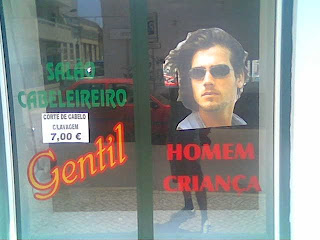 SALÃO
CABELEIREIRO
CORTE DE CABELO
C/LAVAGEM
7,00 €
Gentil
HOMEM
CRIANÇA